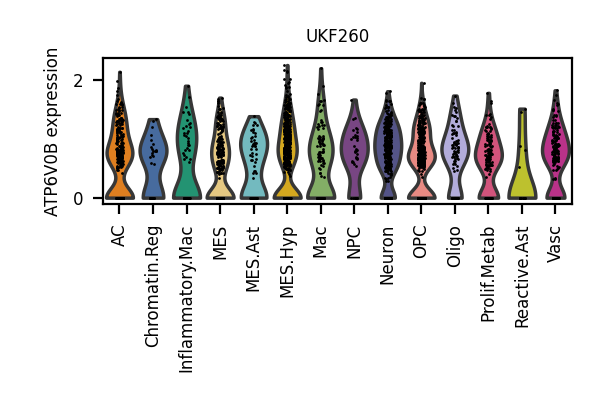 UKF260
ATP6V0B expression
2
0
AC
Chromatin.Reg
Inflammatory.Mac
MES
MES.Ast
MES.Hyp
Mac
NPC
Neuron
OPC
Oligo
Prolif.Metab
Reactive.Ast
Vasc